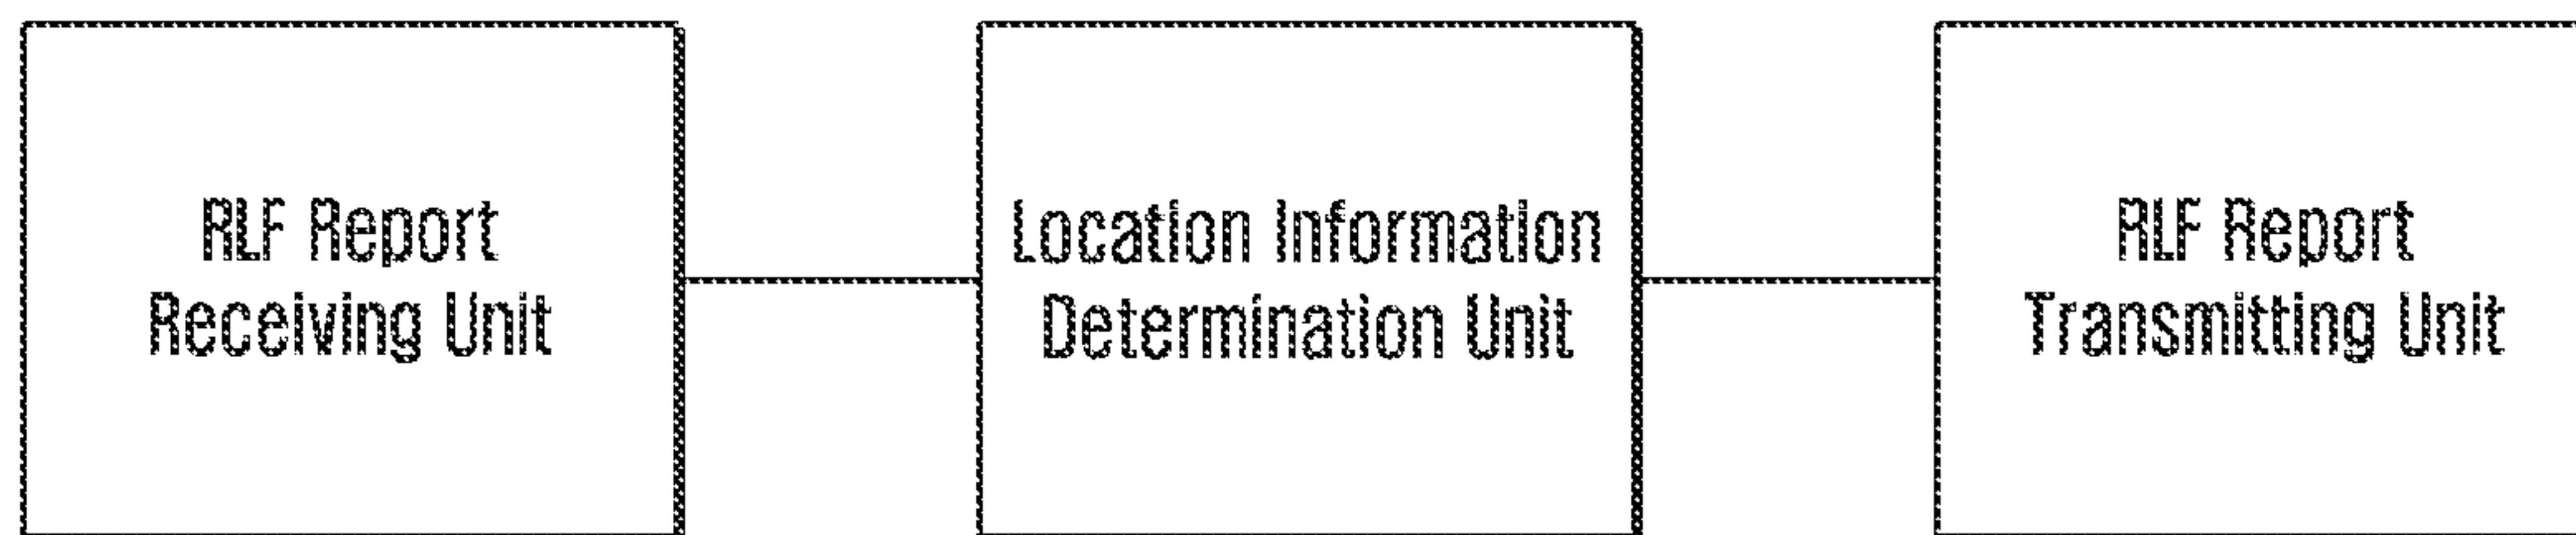 RLF Report
Receiving Unit
Location Information
Determination Unit
RLF Report
Transmitting Unit